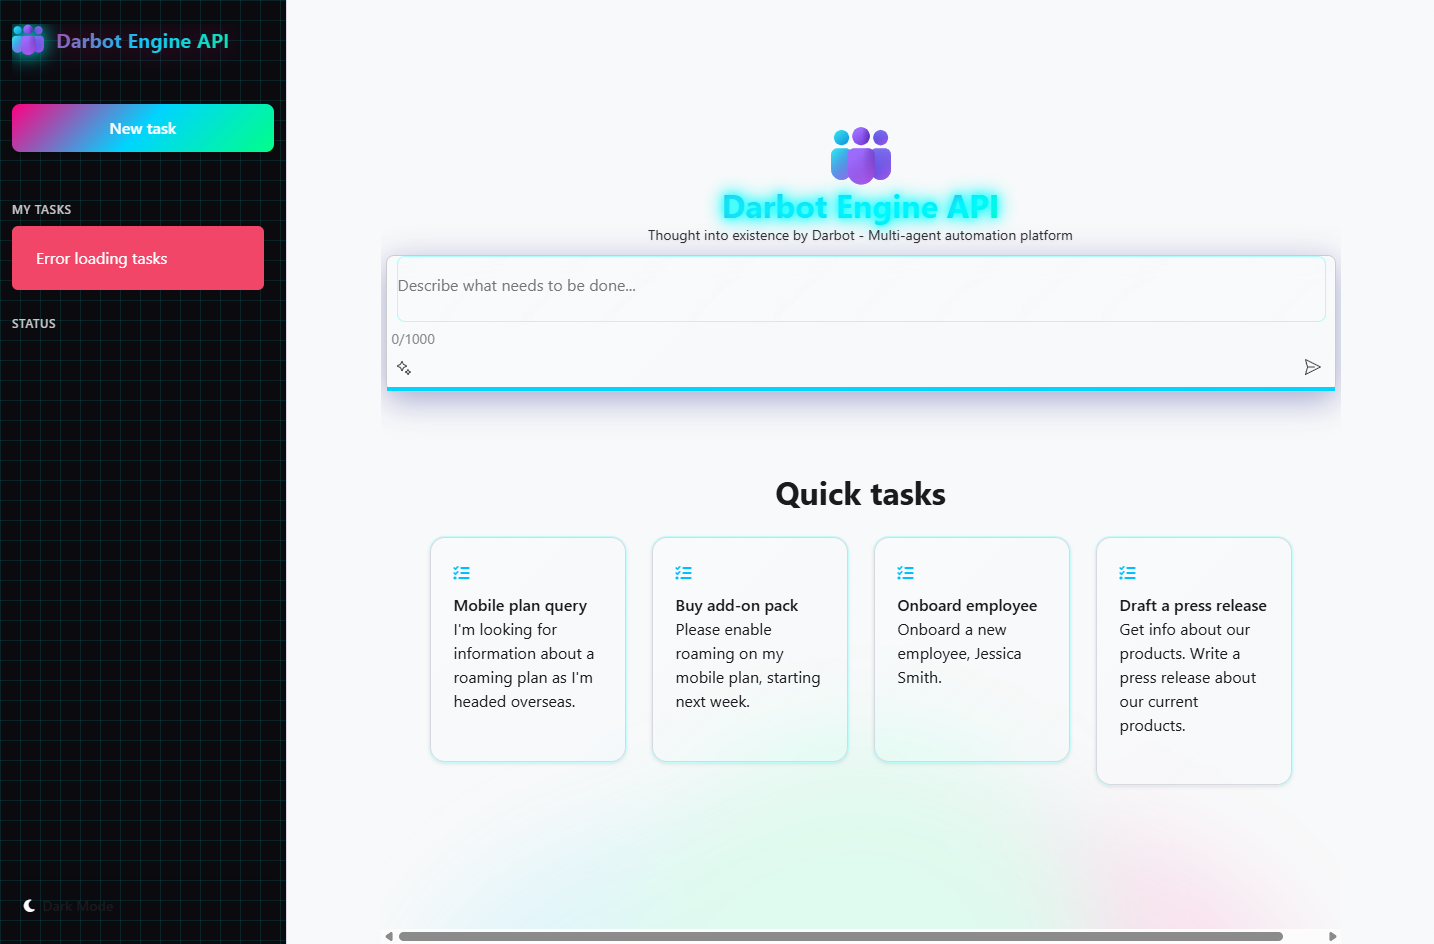 Darbot Engine API
New task
MY TASKS
Error loading tasks
STATUS
Dark Mode
Darbot Engine API
Thought into existence by Darbot - Multi-agent automation platform
Describe what needs to be done...
0/1000
Quick tasks
Mobile plan query
I'm looking for
information about a
roaming plan as I'm
headed overseas.
Buy add-on pack
Please enable
roaming on my
mobile plan, starting
next week.
Onboard employee
Onboard a new
employee, Jessica
Smith.
Draft a press release
Get info about our
products. Write a
press release about
our current
products.